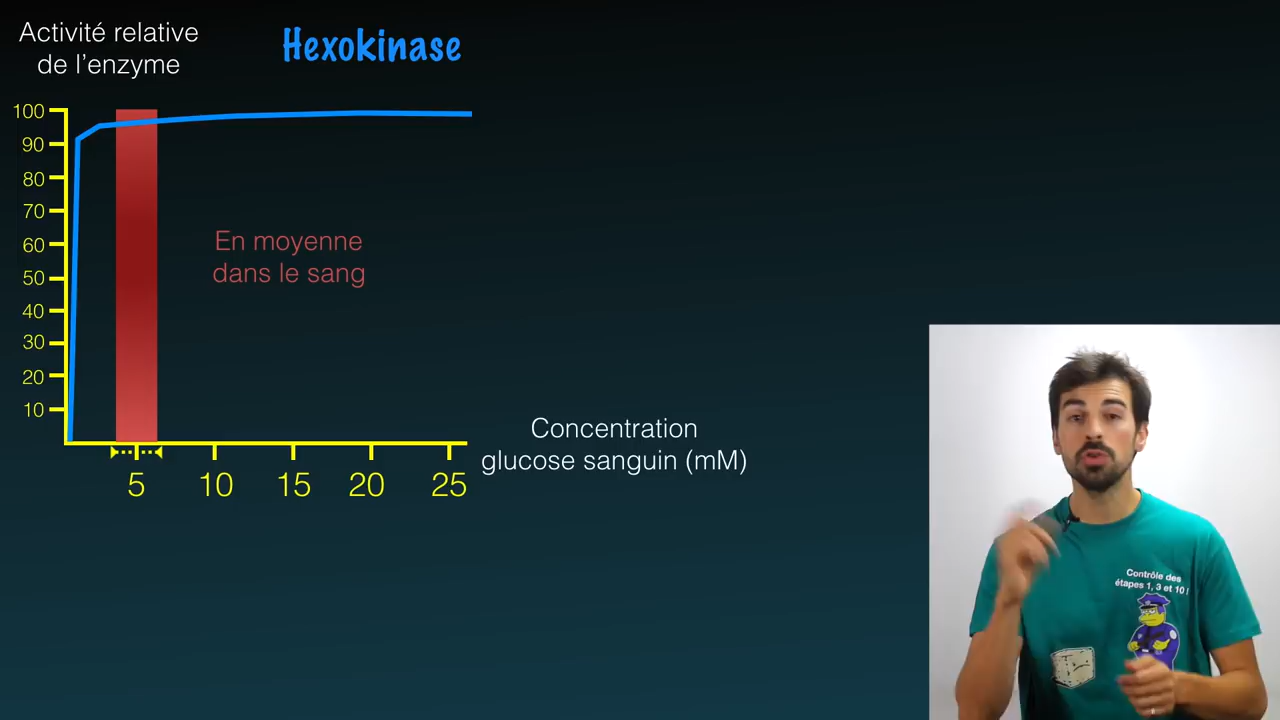 Activité relative
de l'enzyme
Hexokinase
100
90
80
70
60
50
40
30
20
10
En moyenne
dans le sang
5
10
15
20
25
Concentration
glucose sanguin (mM)
Contrôle des
étapes 1, 3 et 10 !